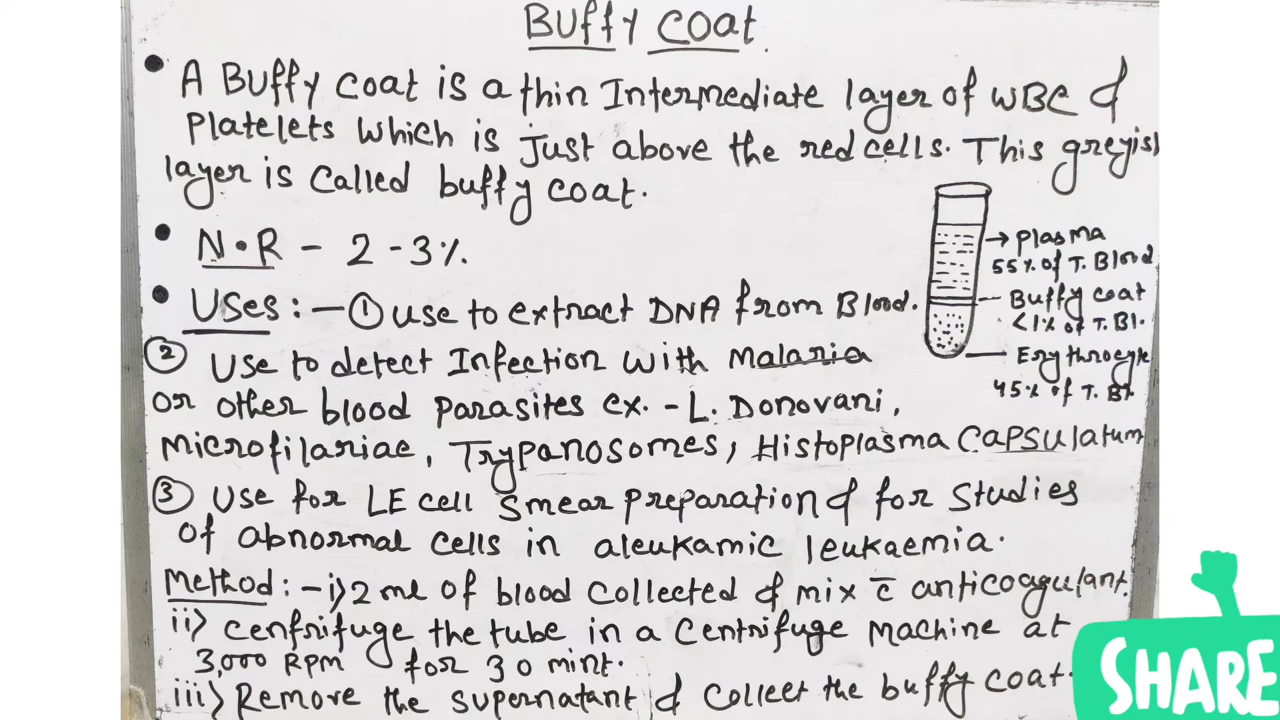 Buffy coat.
• A Buffy coat is a thin Intermediate layer of WBC &
Platelets which is just above the red cells. This greyish
layer is called buffy coat.
• N.R – 2-3%.
• Uses :- ① use to extract DNA from Blood.
→ Plasma
55% of T. Blood
Buffy coat
<1% of T. Bl.
Erythrocyte
45% of T. Bl.
② Use to detect Infection with Malaria
or other blood parasites ex. - L. Donovani,
Microfilariae, Trypanosomes, Histoplasma Capsulatum
③ Use for LE cell smear preparation & for studies
of abnormal cells in aleukamic leukaemia.
Method :- i) 2 ml of blood collected & mix c̄ anticoagulant.
ii) Cenfrifuge the tube in a Centrifuge machine at
3,000 RPM for 30 mint.
iii) Remove the supernatant & collect the buffy coat.
SHARE